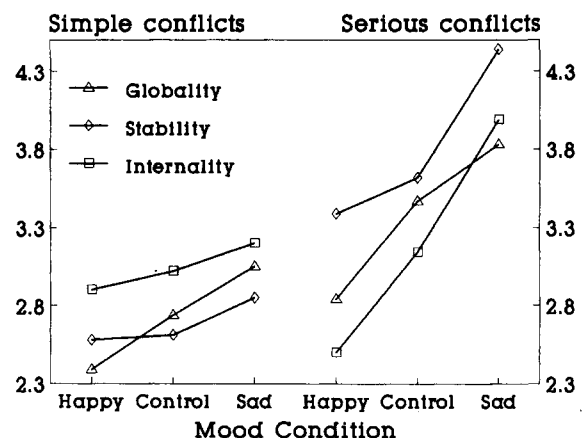 Simple conflicts Serious conflicts
4.3 4.3
Globality
Stability
3.8 3.8
Internality
3.3 3.3
2.8 2.8
2.3 2.3
Happy Control Sad Happy Control Sad
Mood Condition